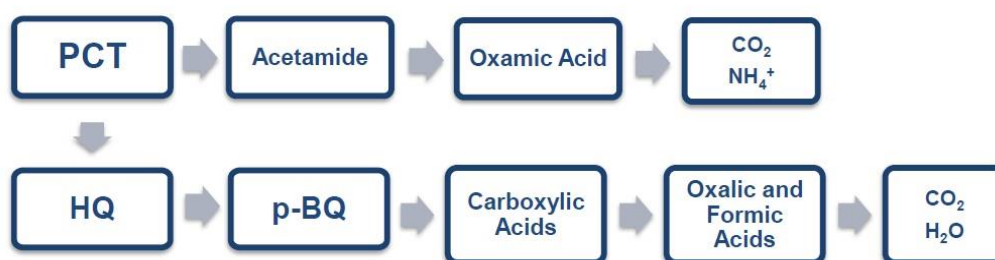 PCT
Acetamide
Oxamic Acid
CO₂
NH₄⁺
HQ
p-BQ
Carboxylic
Acids
Oxalic and
Formic
Acids
CO₂
H₂O